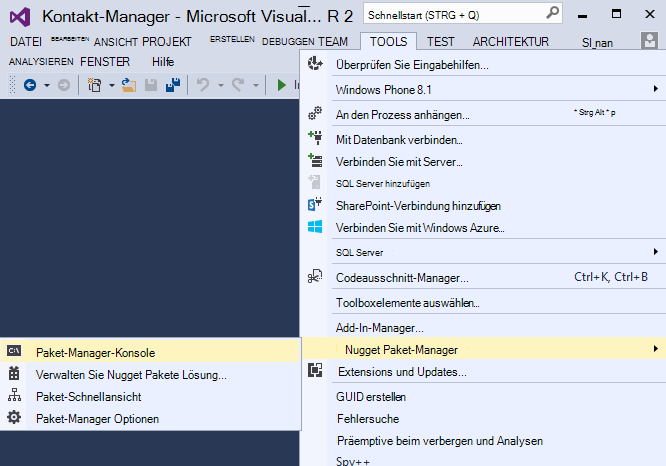 Kontakt-Manager - Microsoft Visual... R 2 Schnellstart (STRG + Q)
DATEI BEARBEITEN ANSICHT PROJEKT ERSTELLEN DEBUGGEN TEAM TOOLS TEST ARCHITEKTUR SI_nan
ANALYSIEREN FENSTER Hilfe
Überprüfen Sie Eingabehilfen...
Windows Phone 8.1
An den Prozess anhängen... * Strg Alt * p
Mit Datenbank verbinden...
Verbinden Sie mit Server...
SQL Server hinzufügen
SharePoint-Verbindung hinzufügen
Verbinden Sie mit Windows Azure...
SQL Server
Codeausschnitt-Manager... Ctrl+K, Ctrl+B
Toolboxelemente auswählen...
Add-In-Manager...
Nugget Paket-Manager
Extensions und Updates...
GUID erstellen
Fehlersuche
Präemptive beim verbergen und Analysen
Spy++
Paket-Manager-Konsole
Verwalten Sie Nugget Pakete Lösung...
Paket-Schnellansicht
Paket-Manager Optionen